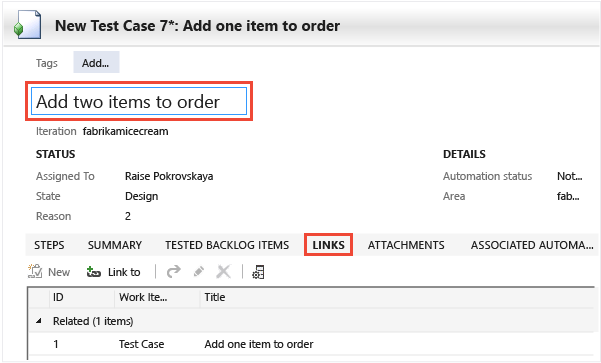 New Test Case 7*: Add one item to order
Tags Add...
Add two items to order
Iteration fabrikamicecream
STATUS DETAILS
Assigned To Raise Pokrovskaya Automation status Not...
State Design Area fab...
Reason 2
STEPS SUMMARY TESTED BACKLOG ITEMS LINKS ATTACHMENTS ASSOCIATED AUTOMA...
New Link to
ID Work Ite... Title
Related (1 items)
1 Test Case Add one item to order